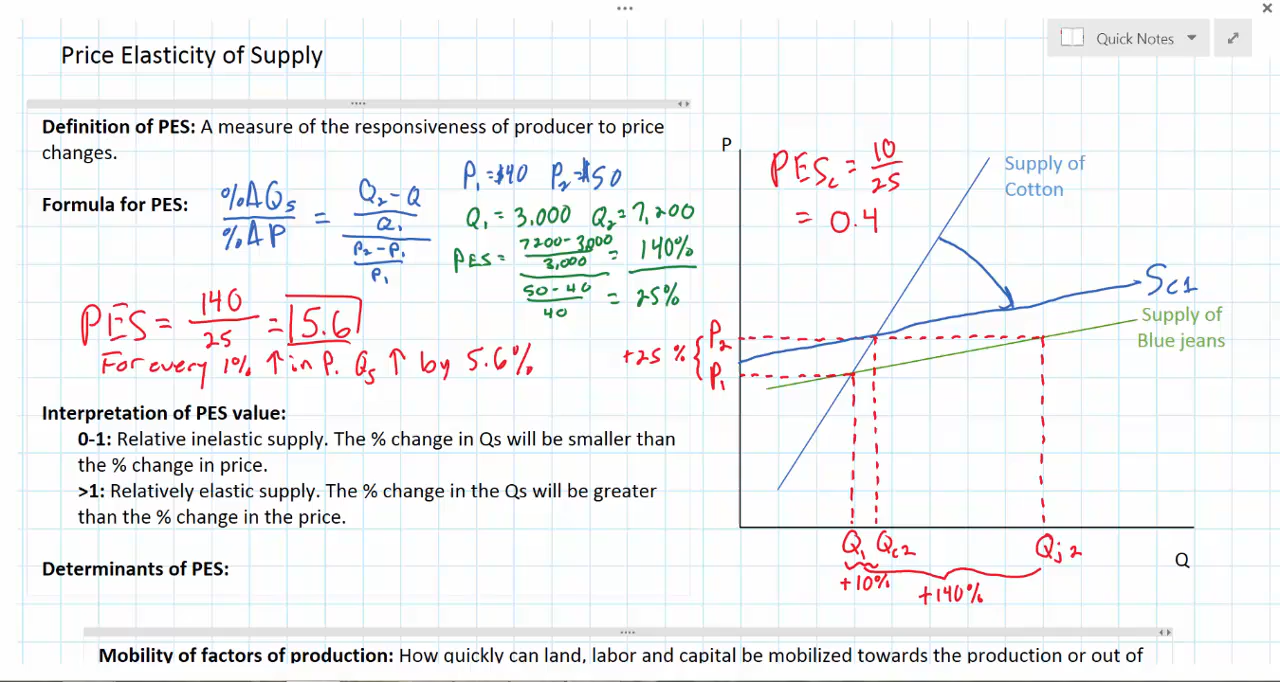 Quick Notes
Price Elasticity of Supply
Definition of PES: A measure of the responsiveness of producer to price
changes.
P₁=$40 P₂=$50
Formula for PES: %ΔQs / %ΔP = Q₂-Q / Q₁ / P₂-P₁ / P₁
Q₁=3,000 Q₂=7,200
PES= 7200-3,000 / 3,000 = 140%
50-40 / 40 = 25%
PES= 140 / 25 = 5.6
For every 1% ↑ in P. Qs ↑ by 5.6%
Interpretation of PES value:
0-1: Relative inelastic supply. The % change in Qs will be smaller than
the % change in price.
>1: Relatively elastic supply. The % change in the Qs will be greater
than the % change in the price.
Determinants of PES:
P
PESc = 10 / 25
= 0.4
Supply of
Cotton
Sc1
Supply of
Blue jeans
P₂
+25%
P₁
Q₁ Qc2 Qj2
Q
+10% +140%
Mobility of factors of production: How quickly can land, labor and capital be mobilized towards the production or out of